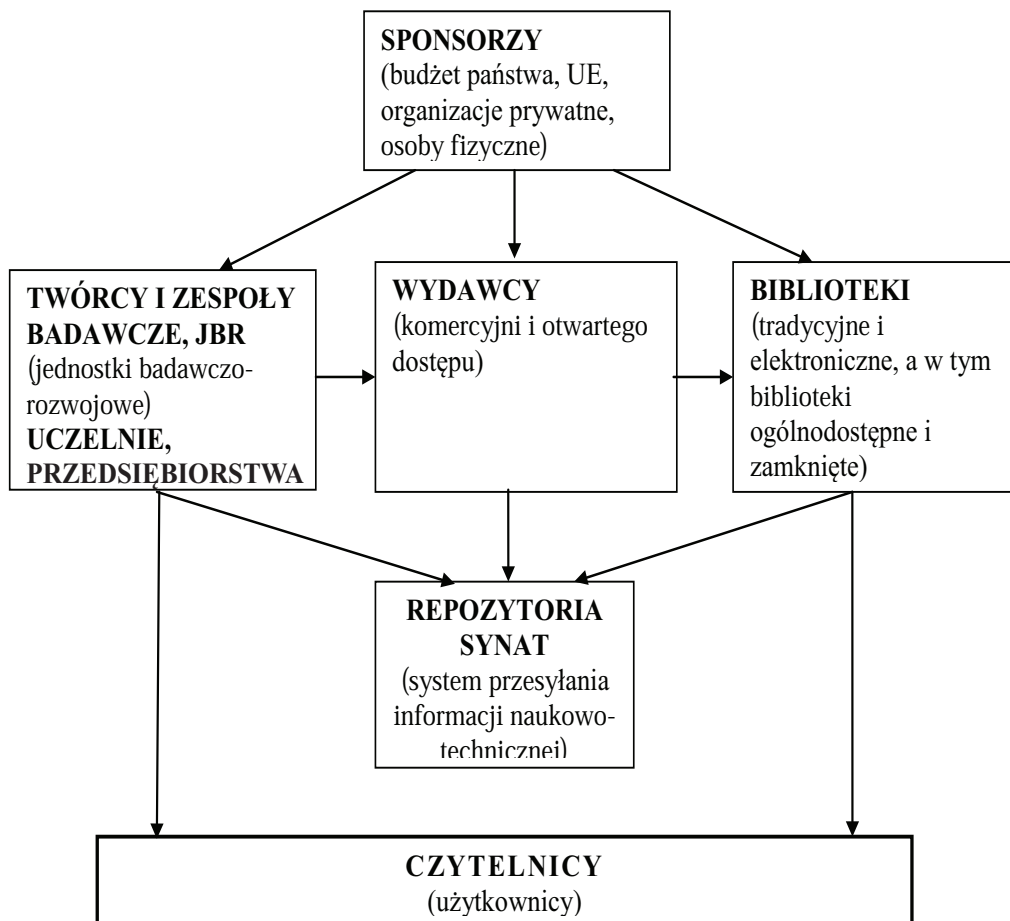 SPONSORZY
(budżet państwa, UE,
organizacje prywatne,
osoby fizyczne)
TWÓRCY I ZESPOŁY
BADAWCZE, JBR
(jednostki badawczo-
rozwojowe)
UCZELNIE,
PRZEDSIĘBIORSTWA
WYDAWCY
(komercyjni i otwartego
dostępu)
BIBLIOTEKI
(tradycyjne i
elektroniczne, a w tym
biblioteki
ogólnodostępne i
zamknięte)
REPOZYTORIA
SYNAT
(system przesyłania
informacji naukowo-
technicznej)
CZYTELNICY
(użytkownicy)